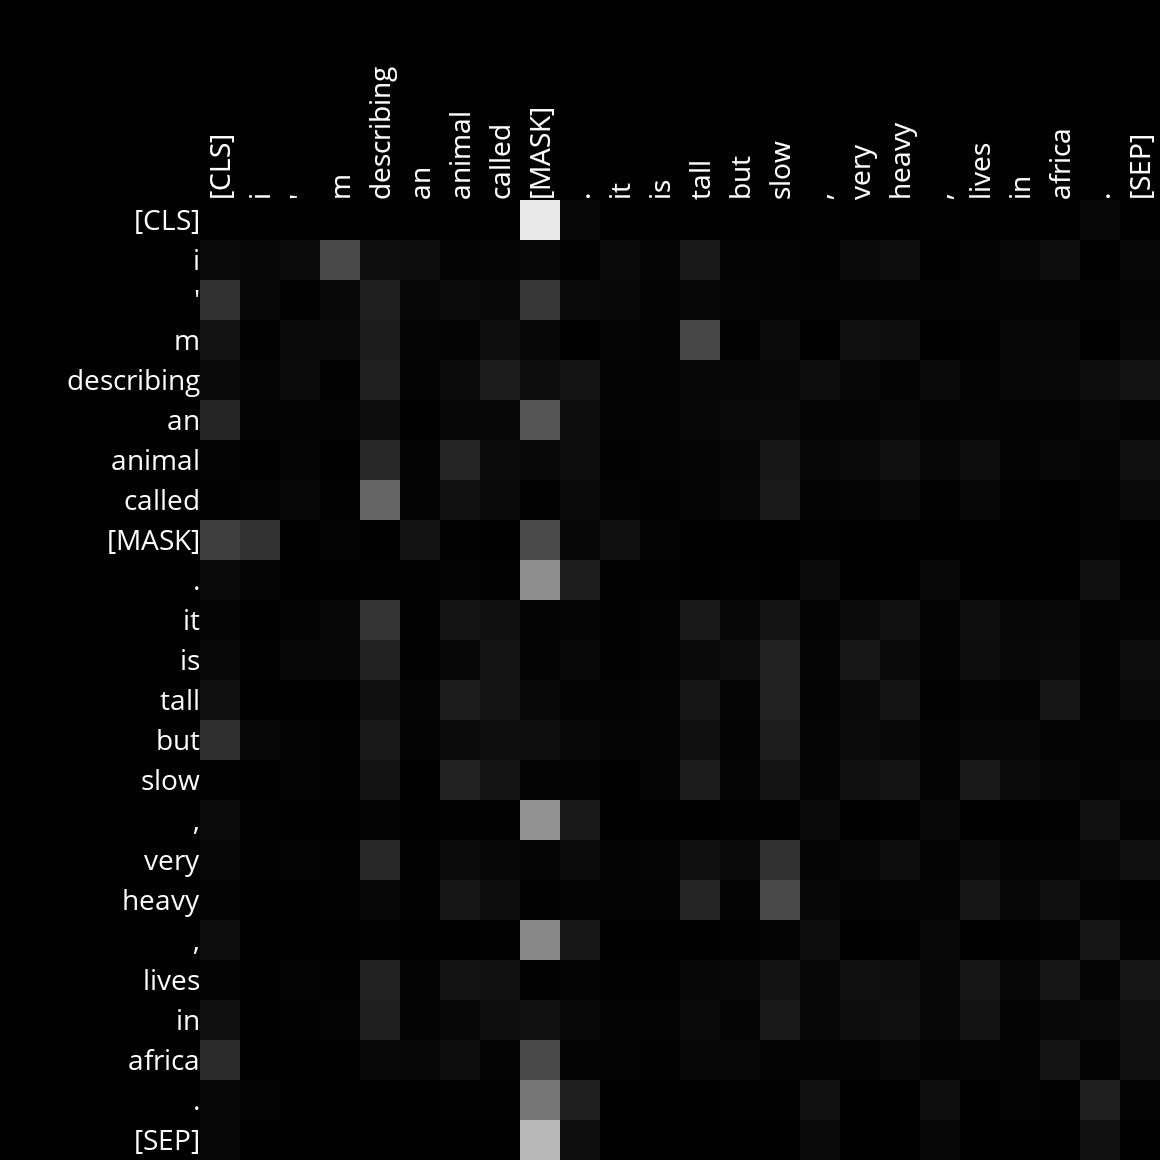 [CLS] i ' m describing an animal called [MASK] . it is tall but slow , very heavy , lives in africa . [SEP]
[CLS]
i
'
m
describing
an
animal
called
[MASK]
.
it
is
tall
but
slow
,
very
heavy
,
lives
in
africa
.
[SEP]